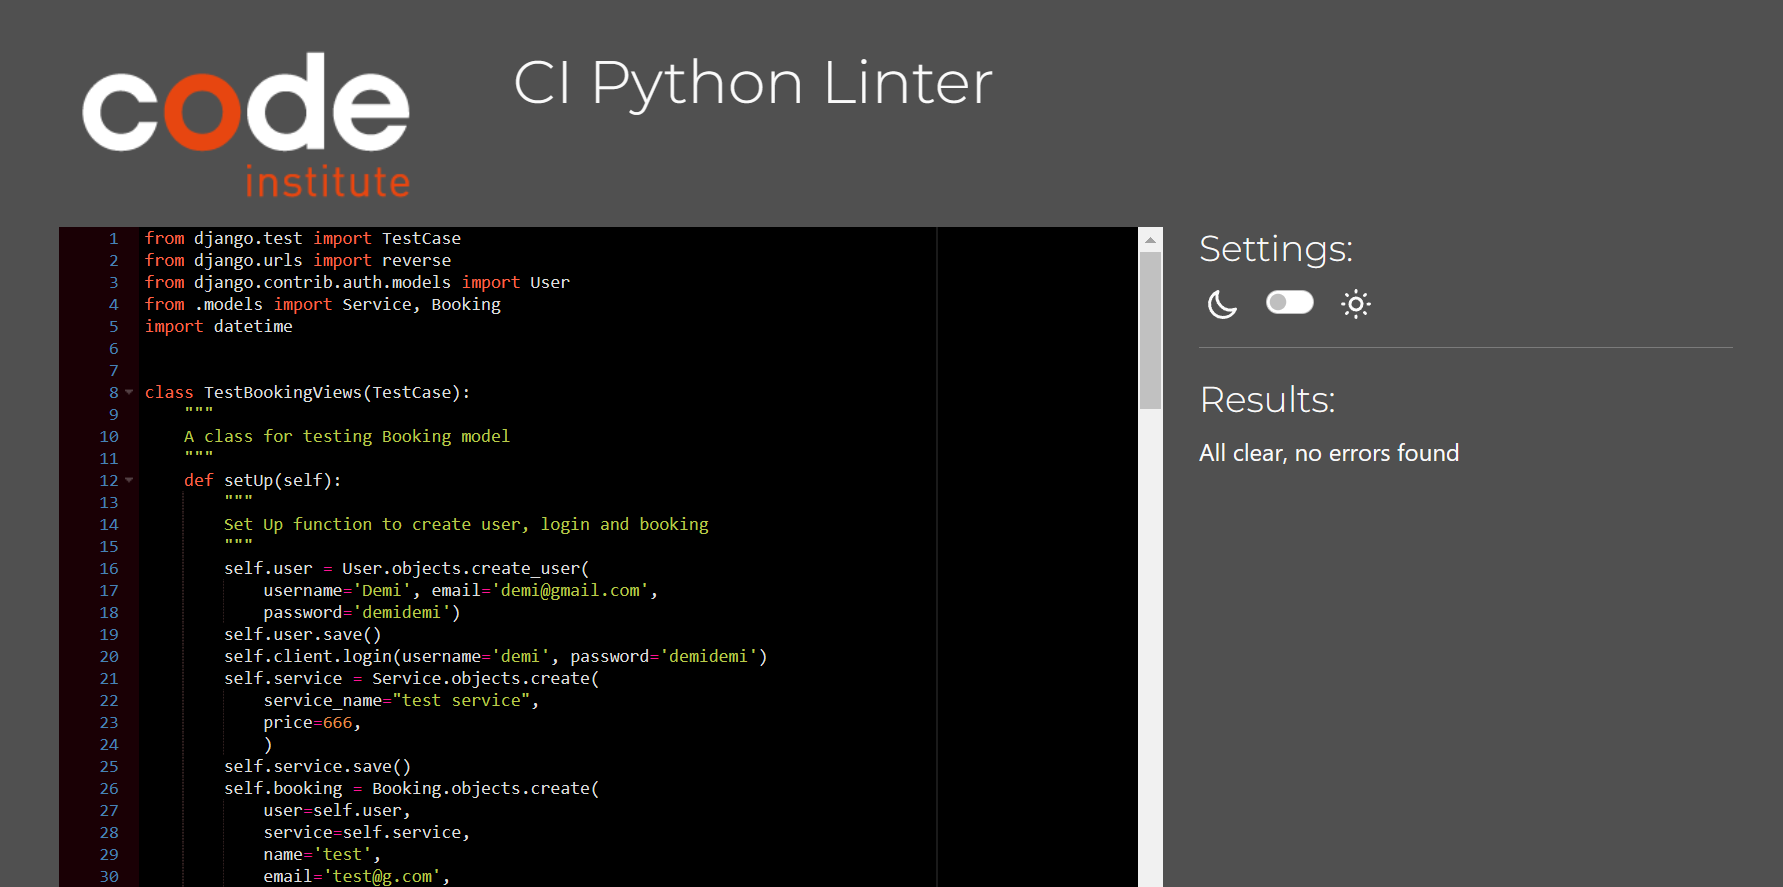 code
institute
CI Python Linter
1 from django.test import TestCase
2 from django.urls import reverse
3 from django.contrib.auth.models import User
4 from .models import Service, Booking
5 import datetime
6
7
8 class TestBookingViews(TestCase):
9     """
10     A class for testing Booking model
11     """
12     def setUp(self):
13         """
14         Set Up function to create user, login and booking
15         """
16         self.user = User.objects.create_user(
17             username='Demi', email='demi@gmail.com',
18             password='demidemi')
19         self.user.save()
20         self.client.login(username='demi', password='demidemi')
21         self.service = Service.objects.create(
22             service_name="test service",
23             price=666,
24             )
25         self.service.save()
26         self.booking = Booking.objects.create(
27             user=self.user,
28             service=self.service,
29             name='test',
30             email='test@g.com',
Settings:
Results:
All clear, no errors found